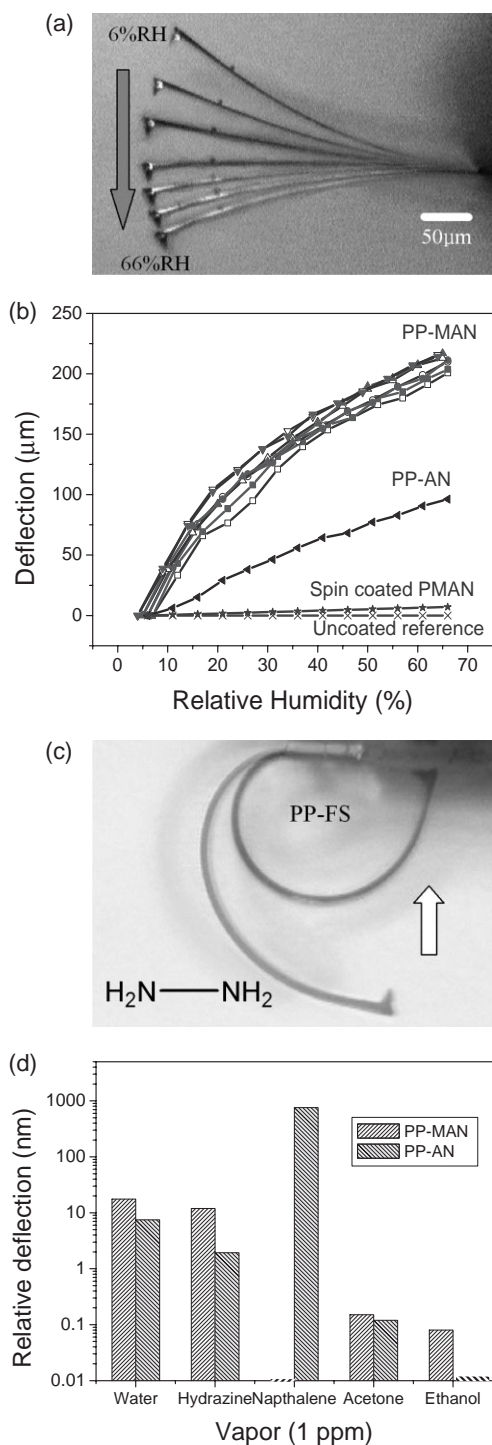 (a)
6%RH
66%RH
50µm
(b)
250
200
150
100
50
0
Deflection (µm)
PP-MAN
PP-AN
Spin coated PMAN
Uncoated reference
0 10 20 30 40 50 60 70
Relative Humidity (%)
(c)
PP-FS
H₂N—NH₂
(d)
1000
100
10
1
0.1
0.01
Relative deflection (nm)
PP-MAN
PP-AN
Water Hydrazine Napthalene Acetone Ethanol
Vapor (1 ppm)